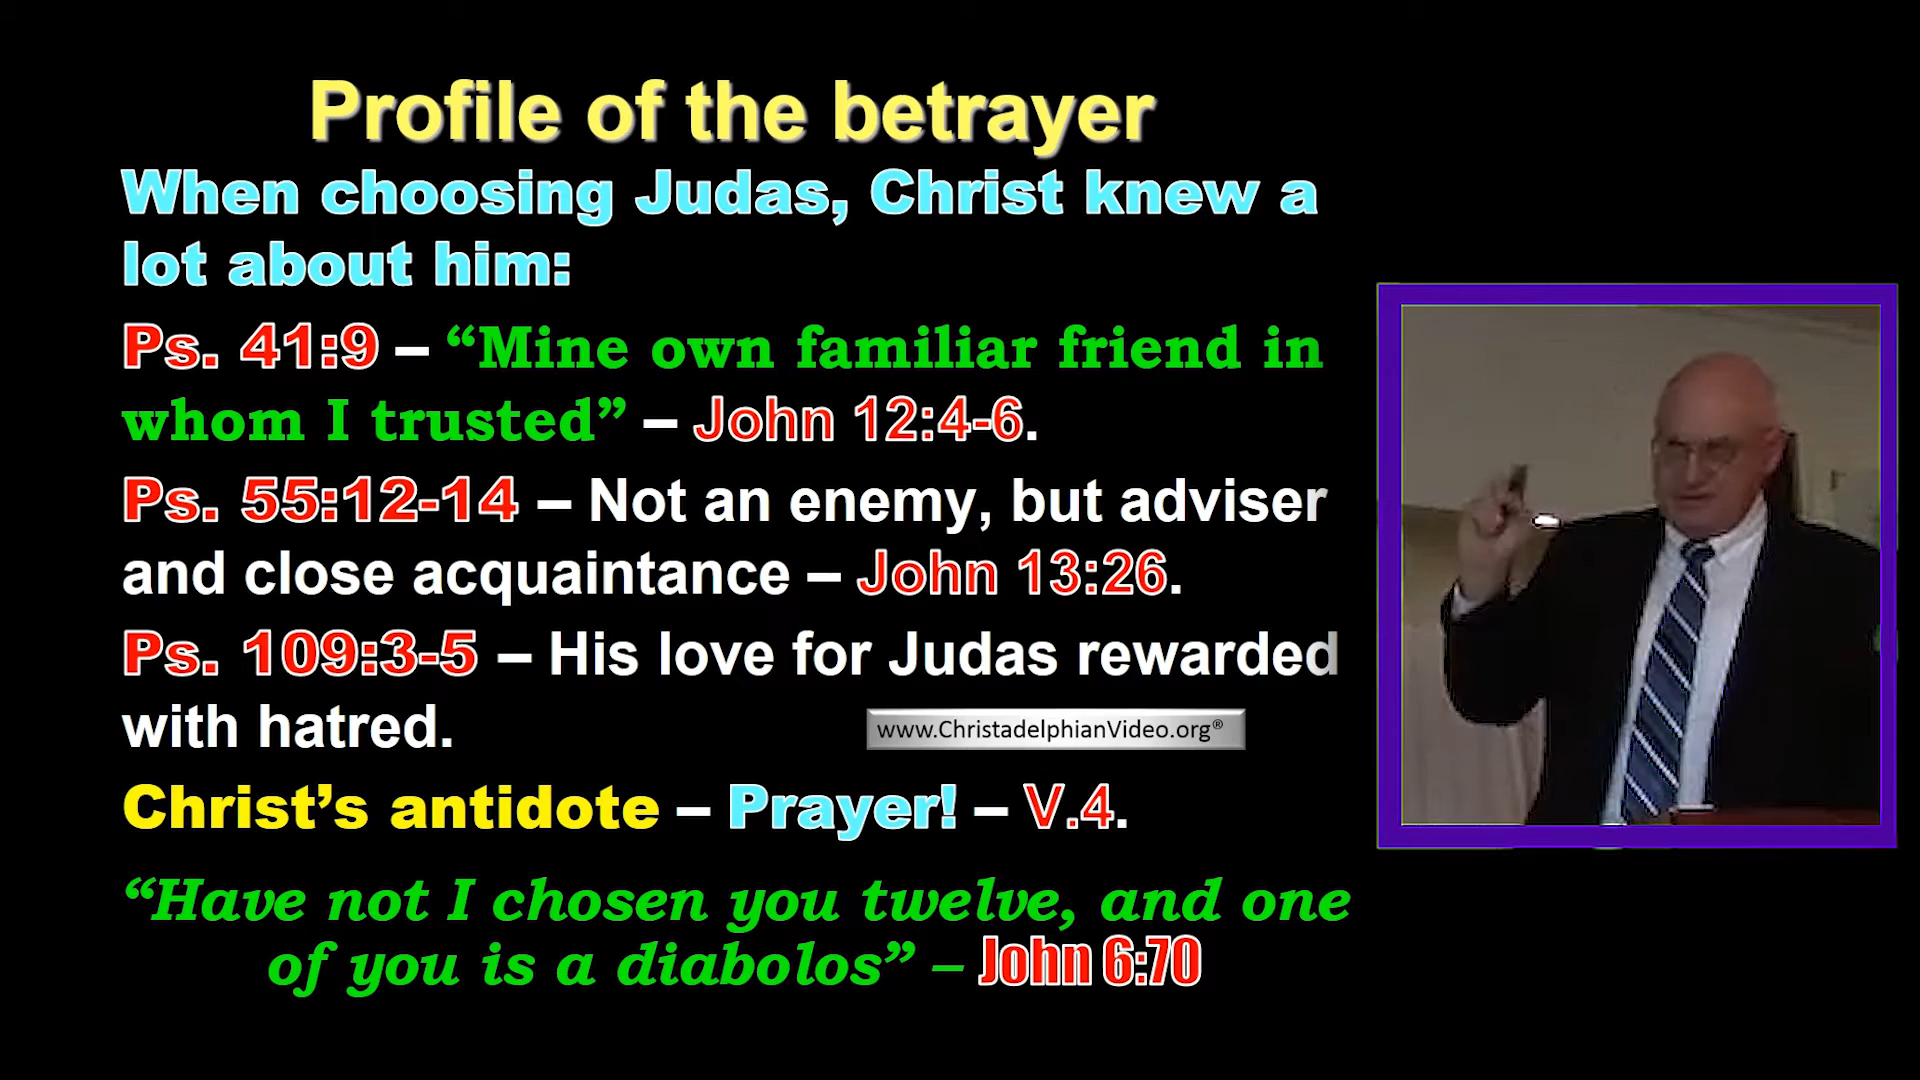 Profile of the betrayer
When choosing Judas, Christ knew a
lot about him:
Ps. 41:9 – “Mine own familiar friend in
whom I trusted” – John 12:4-6.
Ps. 55:12-14 – Not an enemy, but adviser
and close acquaintance – John 13:26.
Ps. 109:3-5 – His love for Judas rewarded
with hatred.
www.ChristadelphianVideo.org®
Christ’s antidote – Prayer! – V.4.
“Have not I chosen you twelve, and one
of you is a diabolos” – John 6:70